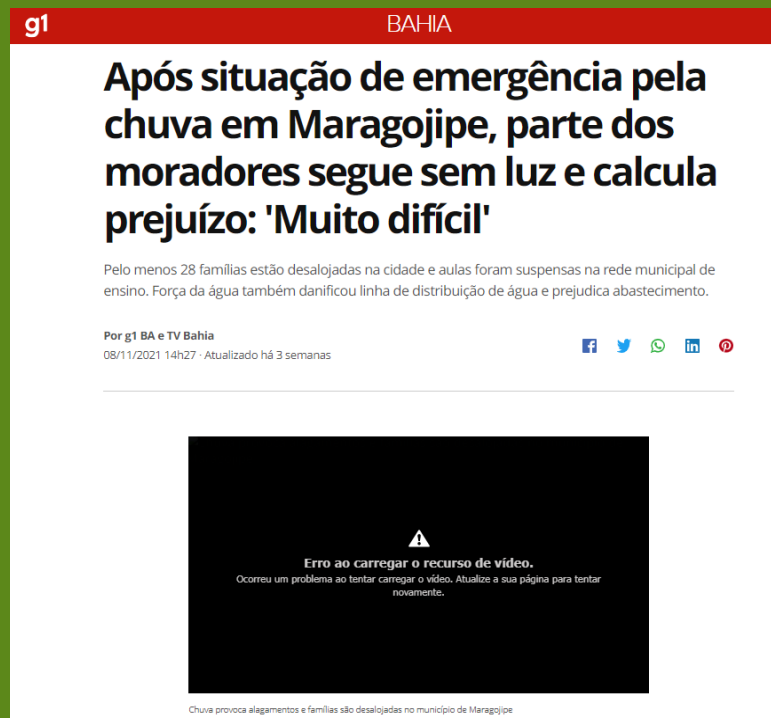 g1
BAHIA
Após situação de emergência pela
chuva em Maragojipe, parte dos
moradores segue sem luz e calcula
prejuízo: 'Muito difícil'
Pelo menos 28 famílias estão desalojadas na cidade e aulas foram suspensas na rede municipal de
ensino. Força da água também danificou linha de distribuição de água e prejudica abastecimento.
Por g1 BA e TV Bahia
08/11/2021 14h27 · Atualizado há 3 semanas
Erro ao carregar o recurso de vídeo.
Ocorreu um problema ao tentar carregar o vídeo. Atualize a sua página para tentar
novamente.
Chuva provoca alagamentos e famílias são desalojadas no município de Maragojipe